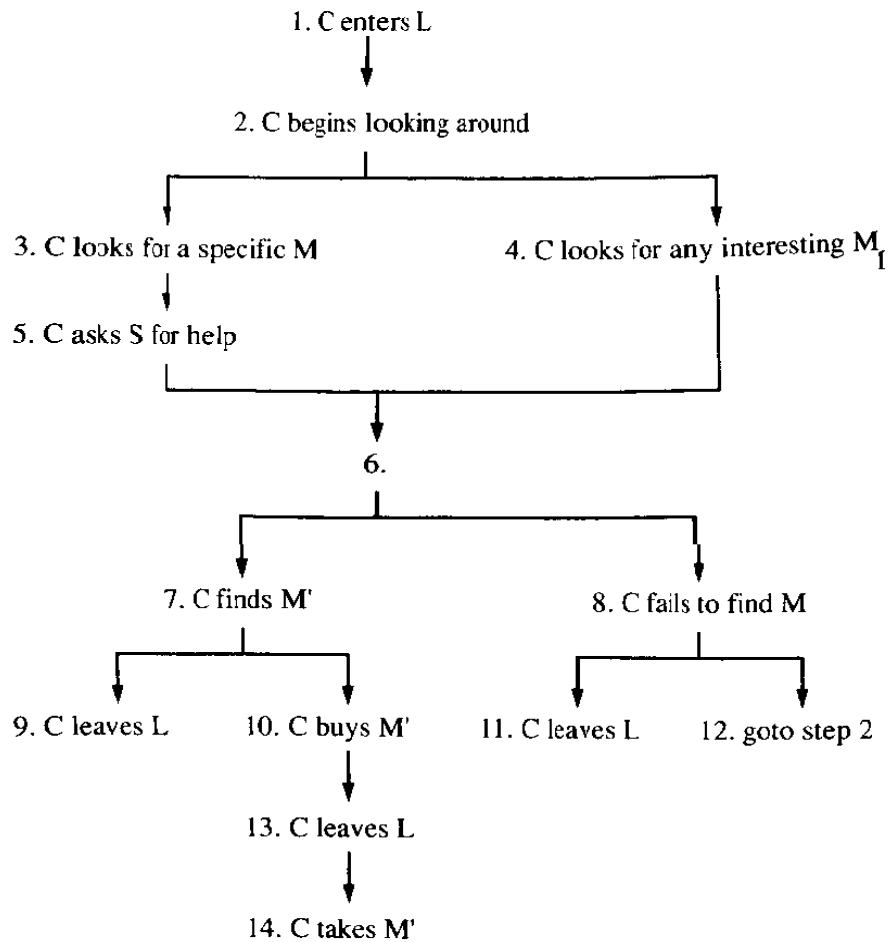 1. C enters L
2. C begins looking around
3. C looks for a specific M
4. C looks for any interesting M
5. C asks S for help
6.
7. C finds M'
8. C fails to find M
9. C leaves L
10. C buys M'
11. C leaves L
12. goto step 2
13. C leaves L
14. C takes M'